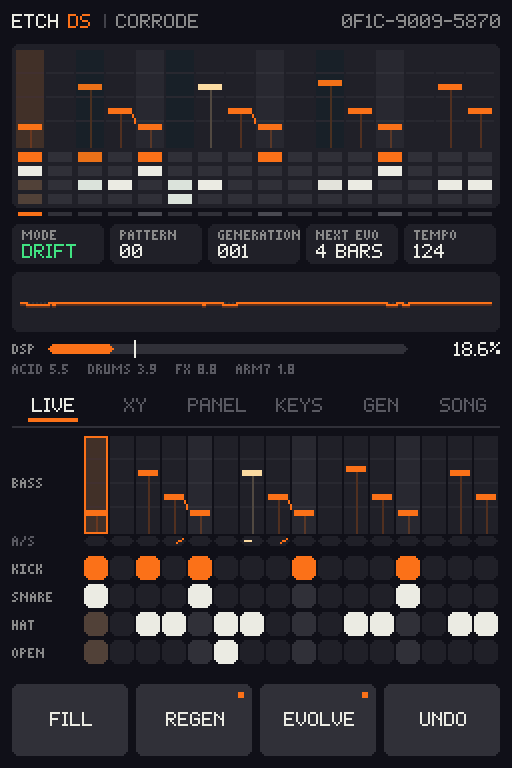 ETCH DS | CORRODE 0F1C-9009-5870
MODE PATTERN GENERATION NEXT EVO TEMPO
DRIFT 00 001 4 BARS 124
DSP 18.6%
ACID 5.5 DRUMS 3.9 FX 8.8 ARM7 1.8
LIVE XY PANEL KEYS GEN SONG
BASS
A/S
KICK
SNARE
HAT
OPEN
FILL REGEN EVOLVE UNDO